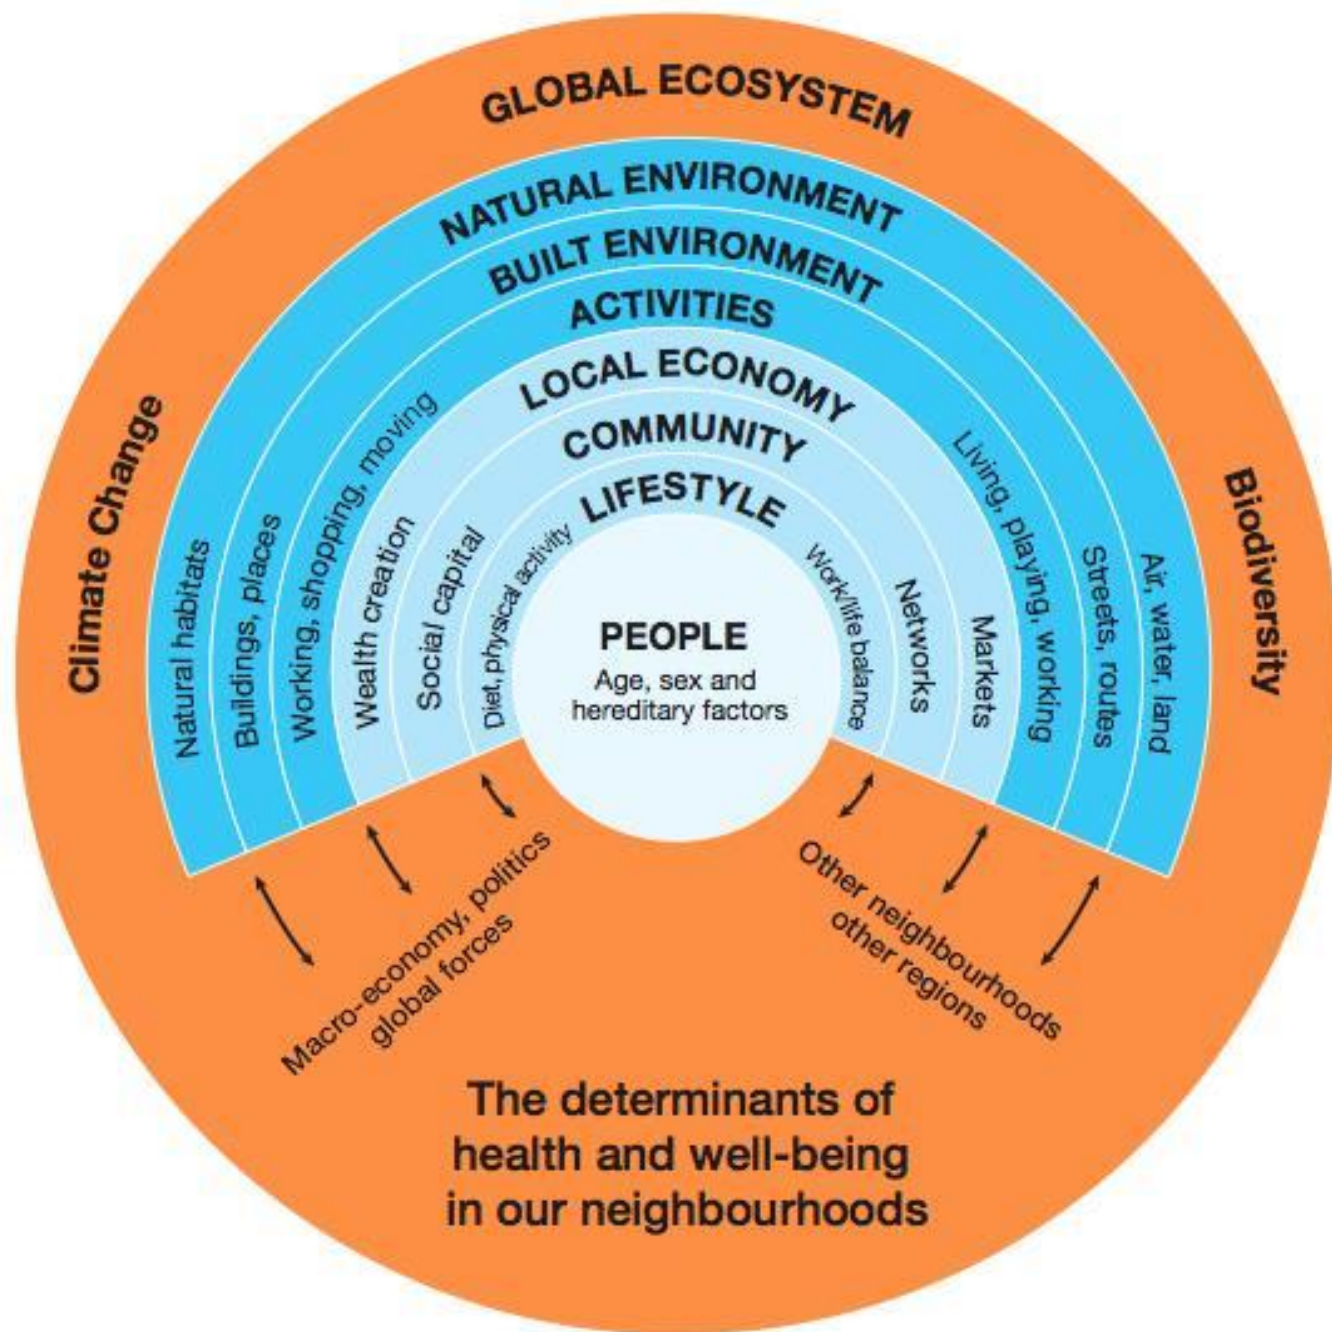 GLOBAL ECOSYSTEM
NATURAL ENVIRONMENT
BUILT ENVIRONMENT
ACTIVITIES
LOCAL ECONOMY
COMMUNITY
LIFESTYLE
Climate Change
Natural habitats
Buildings, places
Working, shopping, moving
Wealth creation
Social capital
Diet, physical activity
PEOPLE
Age, sex and
hereditary factors
Work/life balance
Networks
Markets
Living, playing, working
Streets, routes
Air, water, land
Biodiversity
Macro-economy, politics
global forces
Other neighbourhoods
other regions
The determinants of
health and well-being
in our neighbourhoods